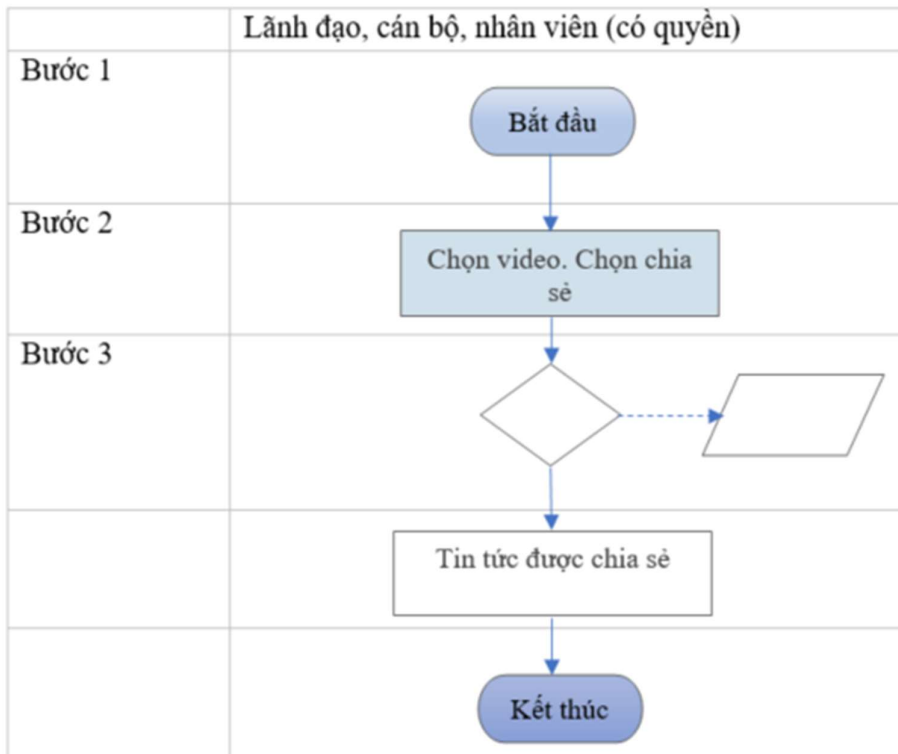 Lãnh đạo, cán bộ, nhân viên (có quyền)
Bước 1
Bắt đầu
Bước 2
Chọn video. Chọn chia
sẻ
Bước 3
Tin tức được chia sẻ
Kết thúc